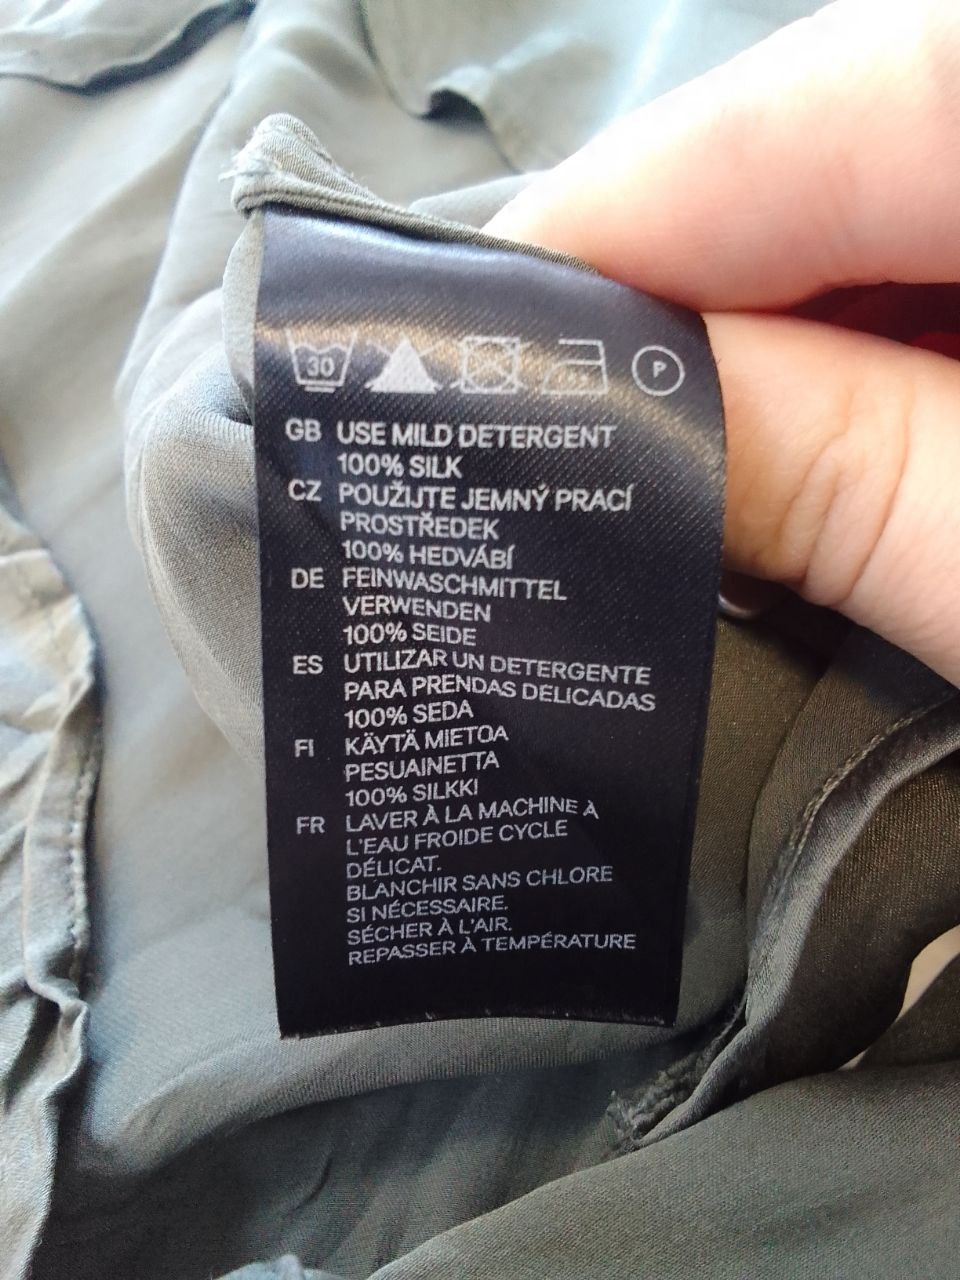 30
P
GB USE MILD DETERGENT
100% SILK
CZ POUŽIJTE JEMNÝ PRACÍ
PROSTŘEDEK
100% HEDVÁBÍ
DE FEINWASCHMITTEL
VERWENDEN
100% SEIDE
ES UTILIZAR UN DETERGENTE
PARA PRENDAS DELICADAS
100% SEDA
FI KÄYTÄ MIETOA
PESUAINETTA
100% SILKKI
FR LAVER À LA MACHINE À
L'EAU FROIDE CYCLE
DÉLICAT.
BLANCHIR SANS CHLORE
SI NÉCESSAIRE.
SÉCHER À L'AIR.
REPASSER À TEMPÉRATURE